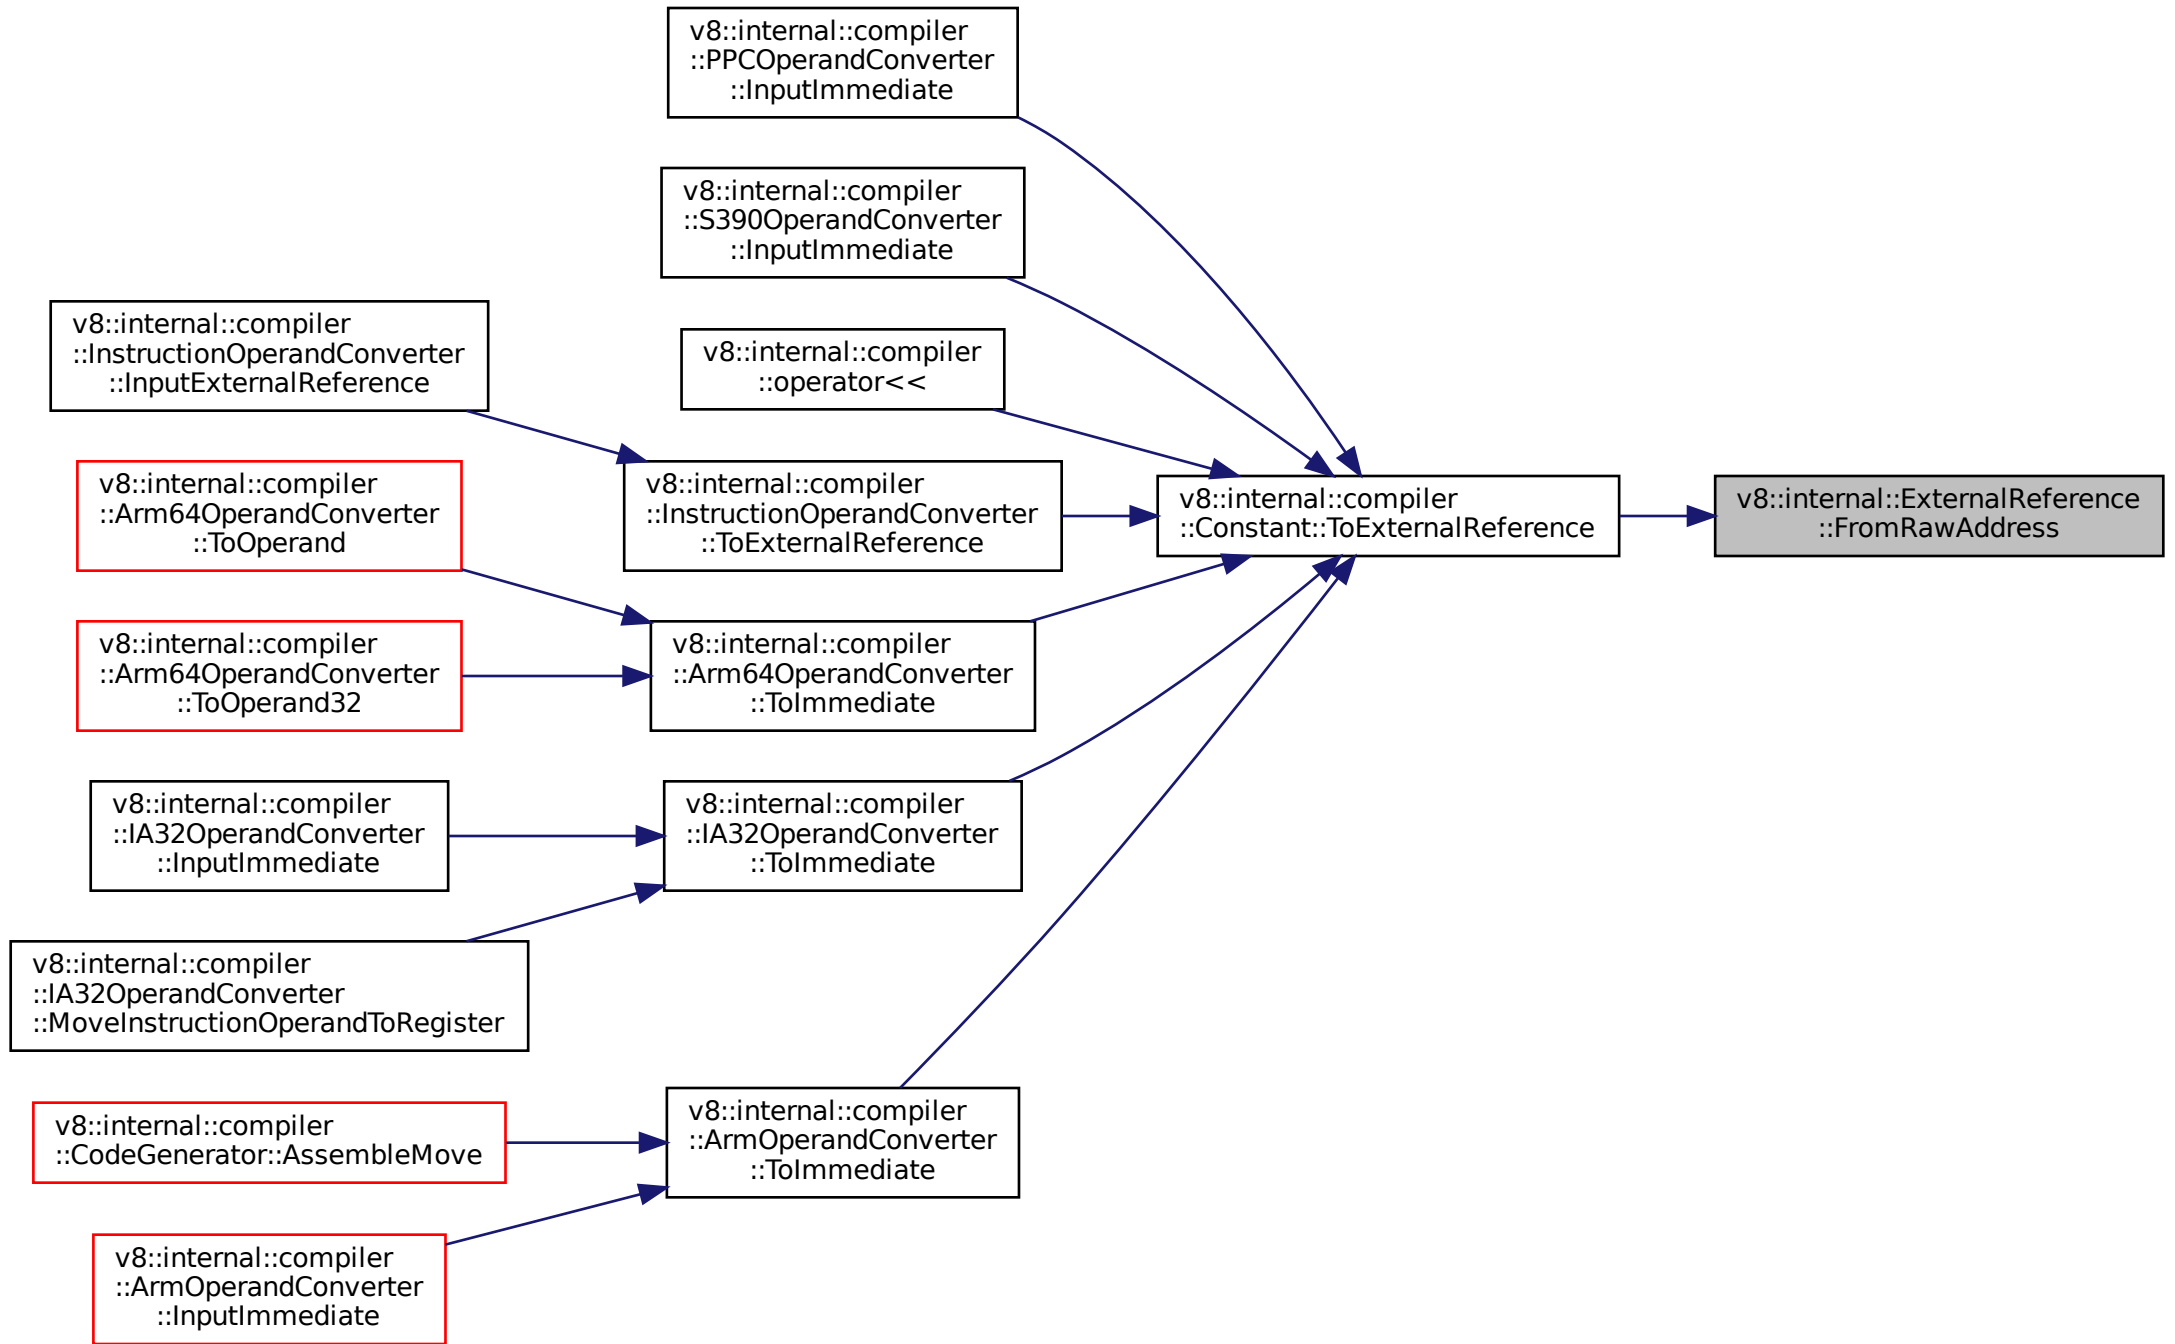 v8::internal::compiler
::PPCOperandConverter
::InputImmediate
v8::internal::compiler
::S390OperandConverter
::InputImmediate
v8::internal::compiler
::InstructionOperandConverter
::InputExternalReference
v8::internal::compiler
::operator<<
v8::internal::compiler
::Arm64OperandConverter
::ToOperand
v8::internal::compiler
::InstructionOperandConverter
::ToExternalReference
v8::internal::compiler
::Constant::ToExternalReference
v8::internal::ExternalReference
::FromRawAddress
v8::internal::compiler
::Arm64OperandConverter
::ToOperand32
v8::internal::compiler
::Arm64OperandConverter
::ToImmediate
v8::internal::compiler
::IA32OperandConverter
::InputImmediate
v8::internal::compiler
::IA32OperandConverter
::ToImmediate
v8::internal::compiler
::IA32OperandConverter
::MoveInstructionOperandToRegister
v8::internal::compiler
::CodeGenerator::AssembleMove
v8::internal::compiler
::ArmOperandConverter
::ToImmediate
v8::internal::compiler
::ArmOperandConverter
::InputImmediate